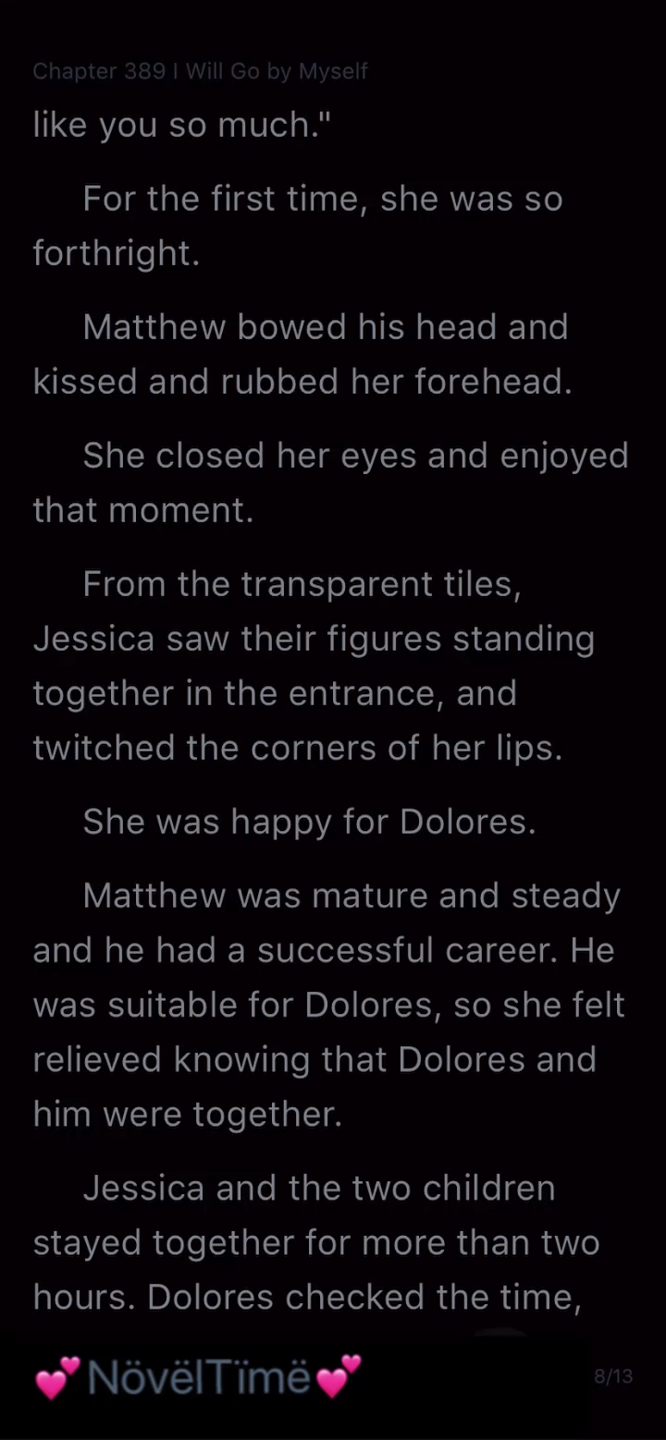 Chapter 389 I Will Go by Myself
like you so much."
For the first time, she was so
forthright.
Matthew bowed his head and
kissed and rubbed her forehead.
She closed her eyes and enjoyed
that moment.
From the transparent tiles,
Jessica saw their figures standing
together in the entrance, and
twitched the corners of her lips.
She was happy for Dolores.
Matthew was mature and steady
and he had a successful career. He
was suitable for Dolores, so she felt
relieved knowing that Dolores and
him were together.
Jessica and the two children
stayed together for more than two
hours. Dolores checked the time,
💕NövëlTïmë💕
8/13